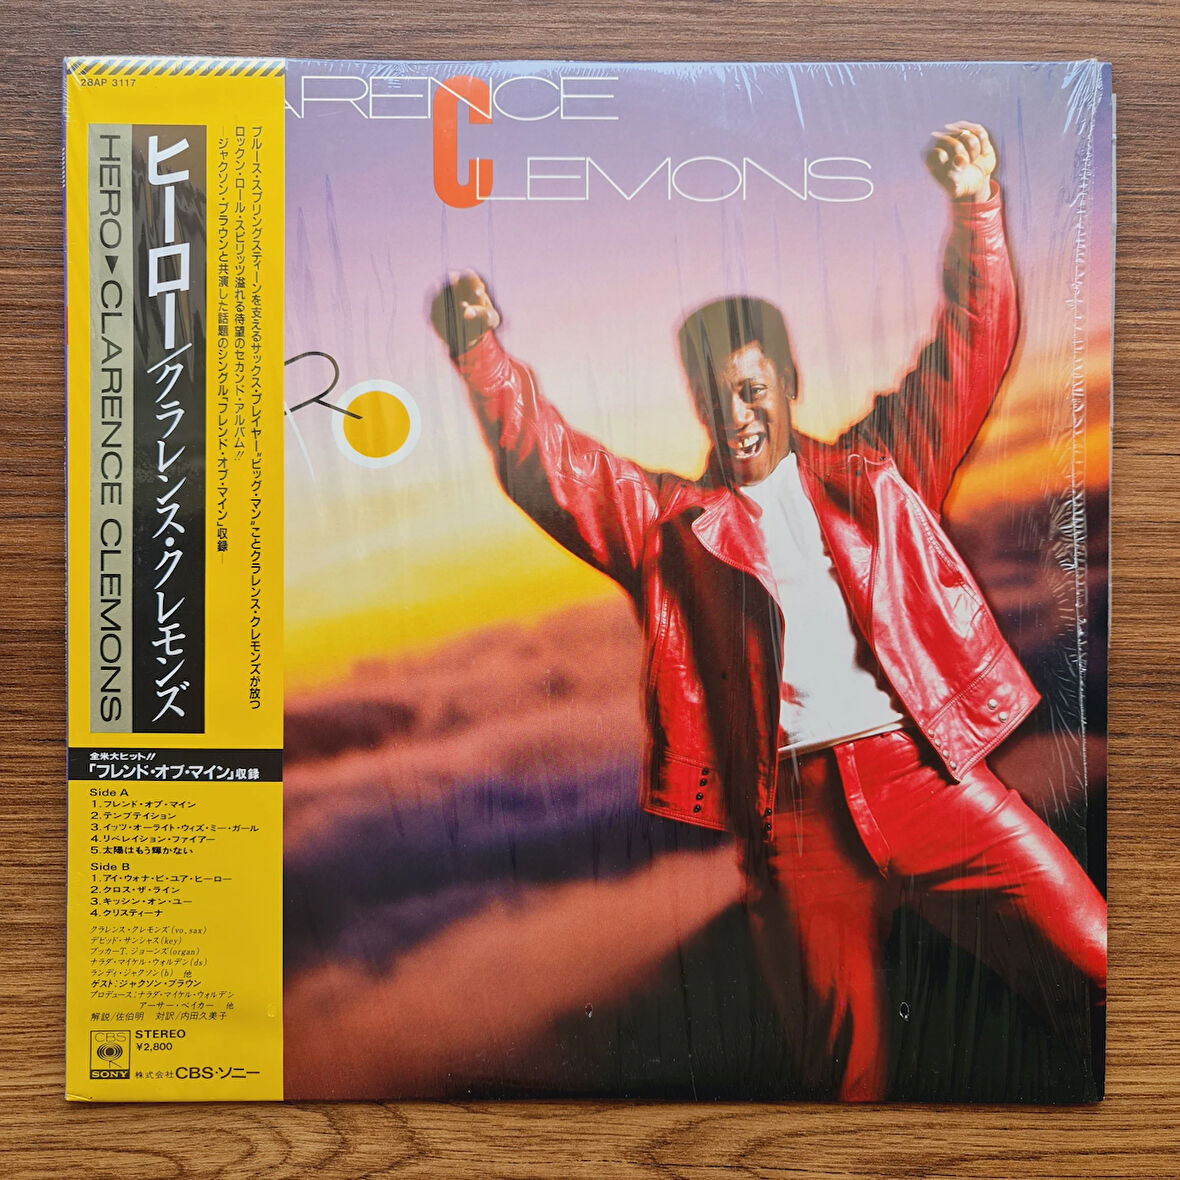 28AP 3117
ヒーロー/クラレンス・クレモンズ
HERO▶CLARENCE CLEMONS
ブルース・スプリングスティーンを支えるサックス・プレイヤー"ビッグ・マン"ことクラレンス・クレモンズが放つ
ロックン・ロール・スピリッツ溢れる待望のセカンド・アルバム!!
—ジャクソン・ブラウンと共演した話題のシングル「フレンド・オブ・マイン」収録—
全米大ヒット!!
「フレンド・オブ・マイン」収録
Side A
1.フレンド・オブ・マイン
2.テンプテイション
3.イッツ・オーライト・ウィズ・ミー・ガール
4.リベレイション・ファイアー
5.太陽はもう輝かない
Side B
1.アイ・ウォナ・ビ・ユア・ヒーロー
2.クロス・ザ・ライン
3.キッシン・オン・ユー
4.クリスティーナ
クラレンス・クレモンズ(vo,sax)
デビッド・サンシャス(key)
ブッカーT.ジョーンズ(organ)
ナラダ・マイケル・ウォルデン(ds)
ランディ・ジャクソン(b) 他
ゲスト:ジャクソン・ブラウン
プロデュース:ナラダ・マイケル・ウォルデン
アーサー・ベイカー 他
解説/佐伯明 対訳/内田久美子
CBS
SONY
STEREO
¥2,800
株式会社CBS・ソニー
ARENCE
CLEMONS
RO